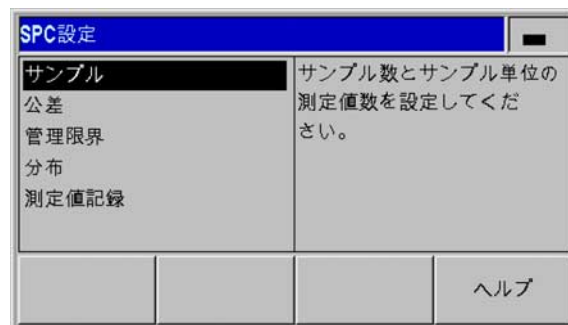 SPC設定
サンプル
公差
管理限界
分布
測定値記録
サンプル数とサンプル単位の
測定値数を設定してくだ
さい。
ヘルプ